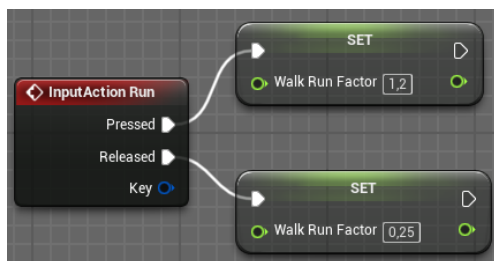 InputAction Run
Pressed
Released
Key
SET
Walk Run Factor 1,2
SET
Walk Run Factor 0,25